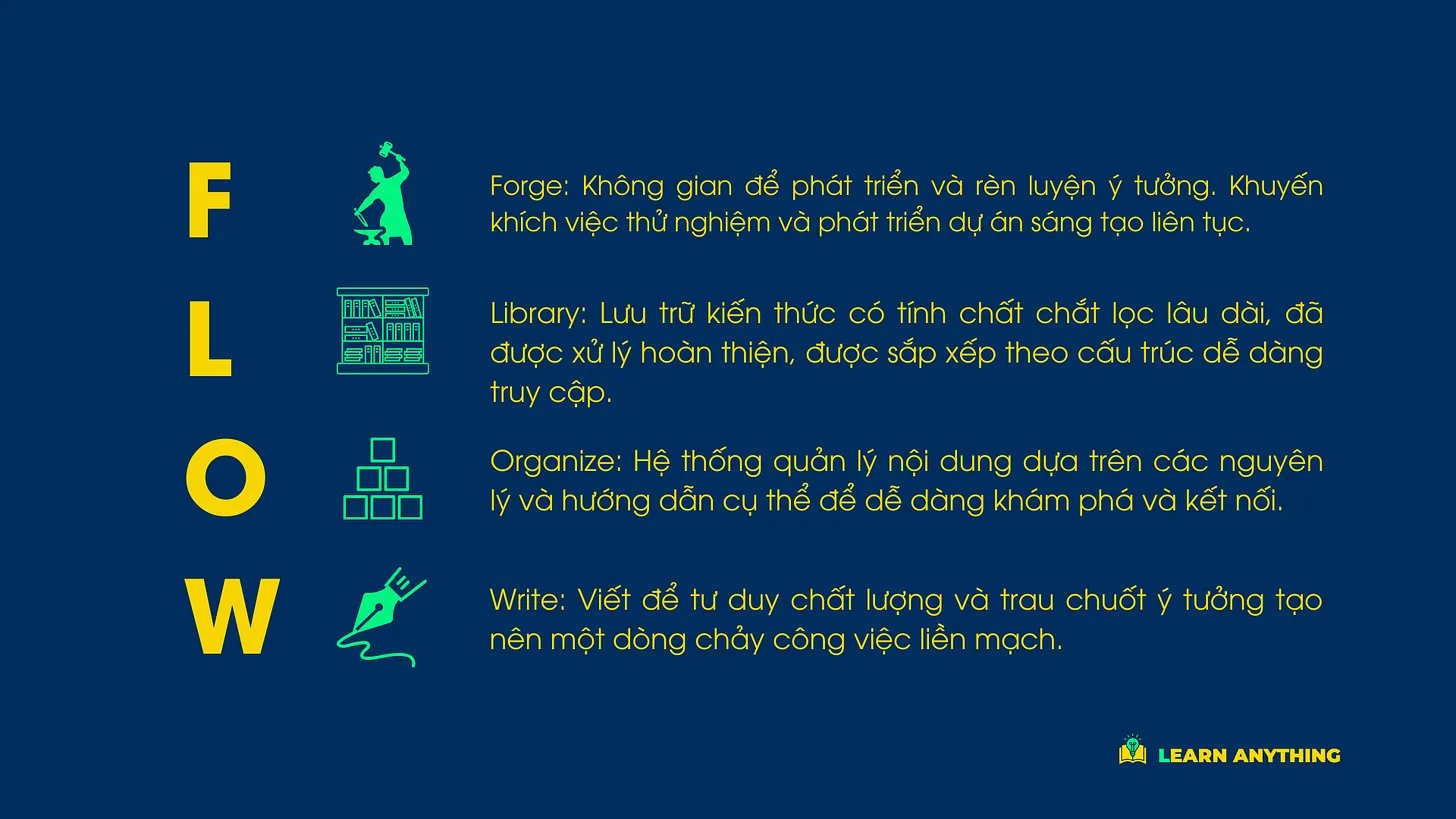 F
Forge: Không gian để phát triển và rèn luyện ý tưởng. Khuyến
khích việc thử nghiệm và phát triển dự án sáng tạo liên tục.
L
Library: Lưu trữ kiến thức có tính chất chắt lọc lâu dài, đã
được xử lý hoàn thiện, được sắp xếp theo cấu trúc dễ dàng
truy cập.
O
Organize: Hệ thống quản lý nội dung dựa trên các nguyên
lý và hướng dẫn cụ thể để dễ dàng khám phá và kết nối.
W
Write: Viết để tư duy chất lượng và trau chuốt ý tưởng tạo
nên một dòng chảy công việc liền mạch.
LEARN ANYTHING